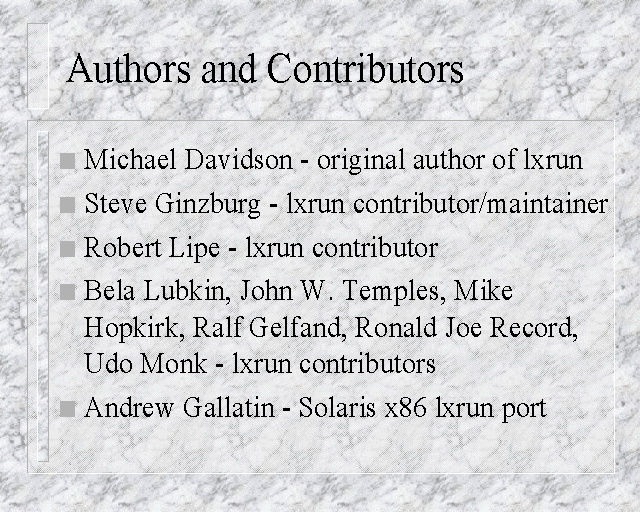 Authors and Contributors
Michael Davidson - original author of lxrun
Steve Ginzburg - lxrun contributor/maintainer
Robert Lipe - lxrun contributor
Bela Lubkin, John W. Temples, Mike
Hopkirk, Ralf Gelfand, Ronald Joe Record,
Udo Monk - lxrun contributors
Andrew Gallatin - Solaris x86 lxrun port